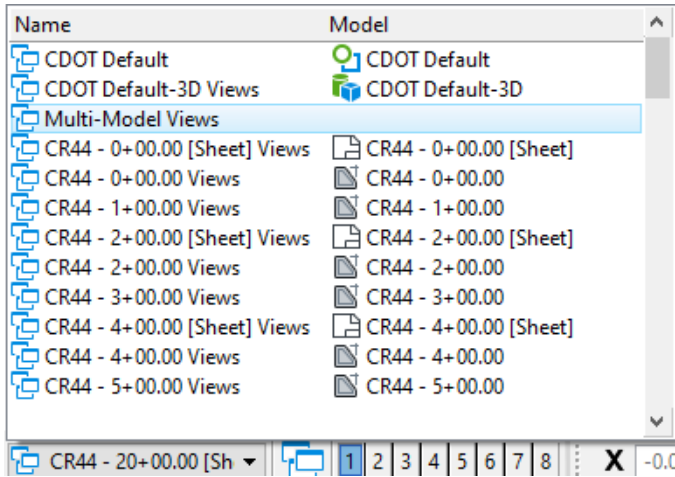 Name Model
CDOT Default CDOT Default
CDOT Default-3D Views CDOT Default-3D
Multi-Model Views
CR44 - 0+00.00 [Sheet] Views CR44 - 0+00.00 [Sheet]
CR44 - 0+00.00 Views CR44 - 0+00.00
CR44 - 1+00.00 Views CR44 - 1+00.00
CR44 - 2+00.00 [Sheet] Views CR44 - 2+00.00 [Sheet]
CR44 - 2+00.00 Views CR44 - 2+00.00
CR44 - 3+00.00 Views CR44 - 3+00.00
CR44 - 4+00.00 [Sheet] Views CR44 - 4+00.00 [Sheet]
CR44 - 4+00.00 Views CR44 - 4+00.00
CR44 - 5+00.00 Views CR44 - 5+00.00
CR44 - 20+00.00 [Sh 1 2 3 4 5 6 7 8 X -0.0